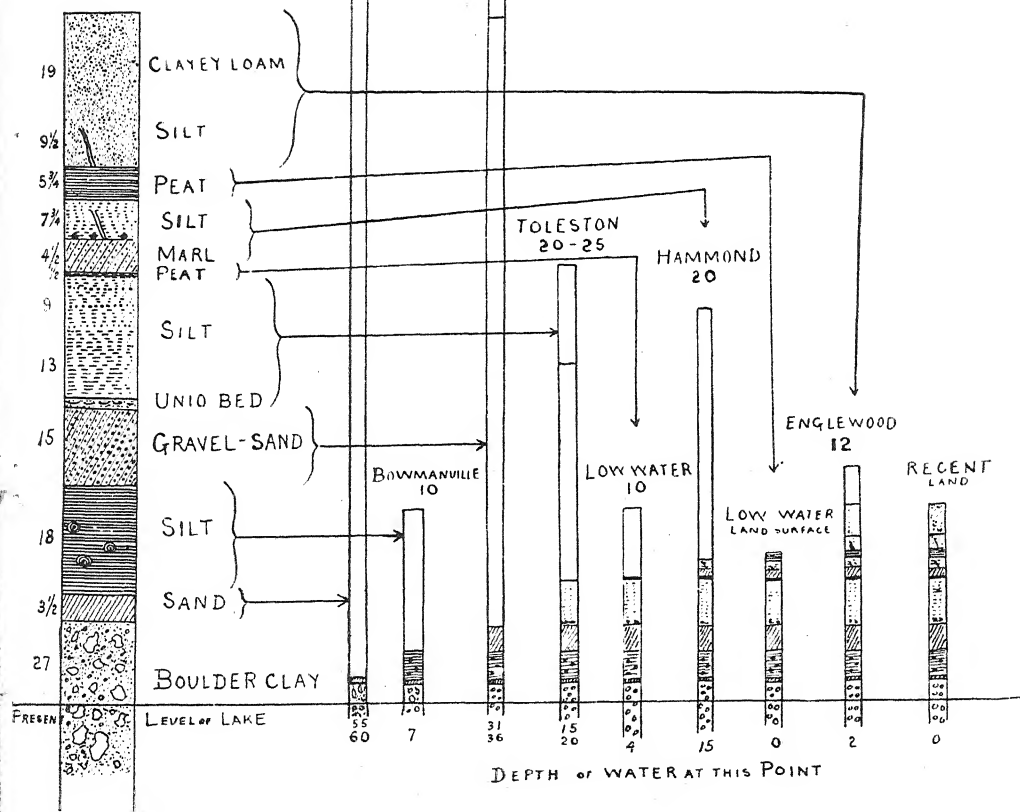 19 CLAYEY LOAM
9½ SILT
5¾ PEAT
7¾ SILT
4½ MARL
½ PEAT
9
SILT
13
UNIO BED
15 GRAVEL-SAND
18 SILT
3½ SAND
27 BOULDER CLAY
PRESENT LEVEL OF LAKE
BOWMANVILLE
10
TOLESTON
20-25
LOW WATER
10
HAMMOND
20
LOW WATER
LAND SURFACE
ENGLEWOOD
12
RECENT
LAND
55 31 15
60 7 36 20 4 15 0 2 0
DEPTH OF WATER AT THIS POINT